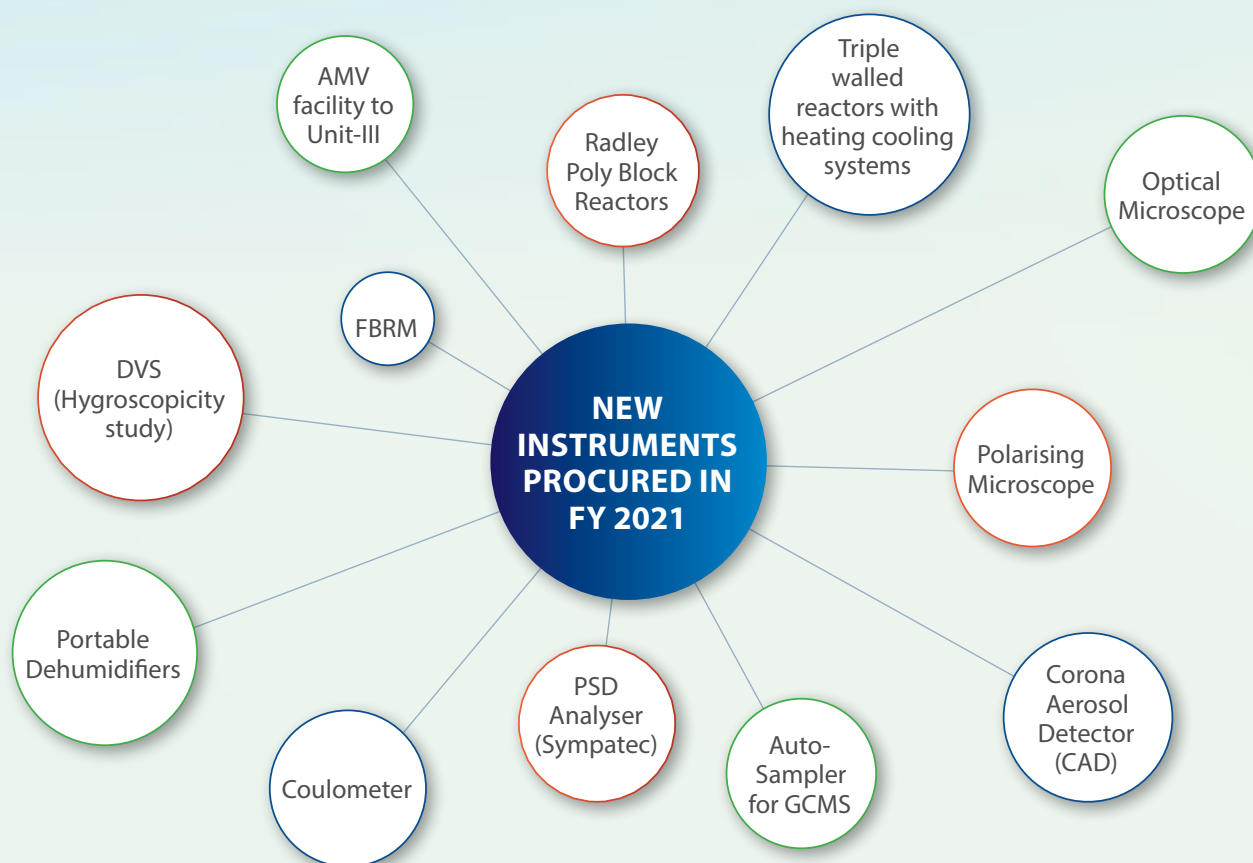 AMV
facility to
Unit-III
Radley
Poly Block
Reactors
Triple
walled
reactors with
heating cooling
systems
Optical
Microscope
FBRM
DVS
(Hygroscopicity
study)
NEW
INSTRUMENTS
PROCURED IN
FY 2021
Polarising
Microscope
Portable
Dehumidifiers
Coulometer
PSD
Analyser
(Sympatec)
Auto-
Sampler
for GCMS
Corona
Aerosol
Detector
(CAD)